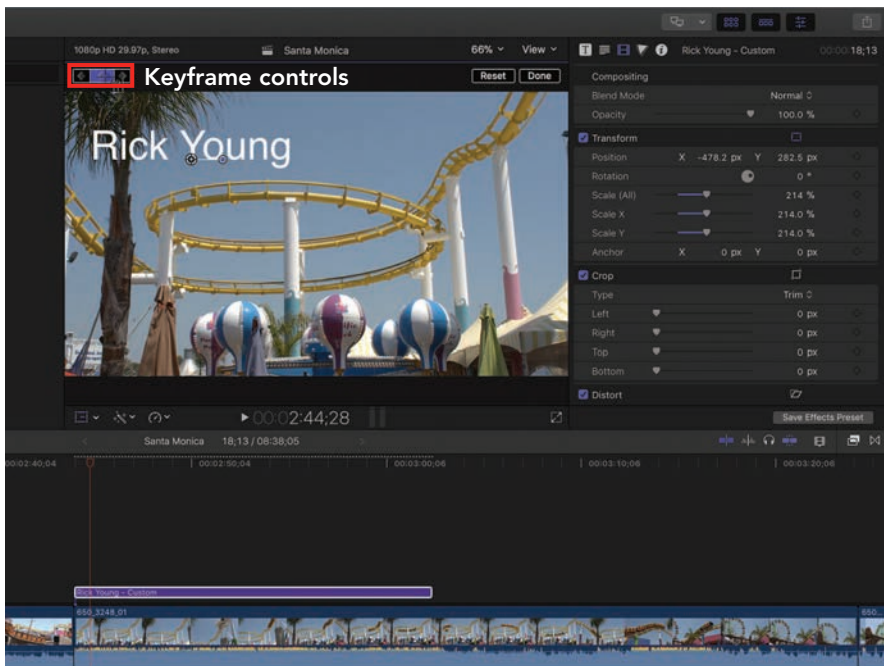 1080p HD 29.97p, Stereo
Santa Monica
66%
View
Rick Young - Custom
00:00:18;13
Keyframe controls
Reset
Done
Rick Young
Compositing
Blend Mode
Normal
Opacity
100.0 %
Transform
Position
X -478.2 px Y 282.5 px
Rotation
0 °
Scale (All)
214 %
Scale X
214.0 %
Scale Y
214.0 %
Anchor
X 0 px Y 0 px
Crop
Type
Trim
Left
0 px
Right
0 px
Top
0 px
Bottom
0 px
Distort
Save Effects Preset
00:02:44;28
Santa Monica
18;13 / 08:38;05
00:02:40;04
00:02:50;04
00:03:00;06
00:03:10;06
00:03:20;06
Rick Young - Custom
650_3248_01
650...